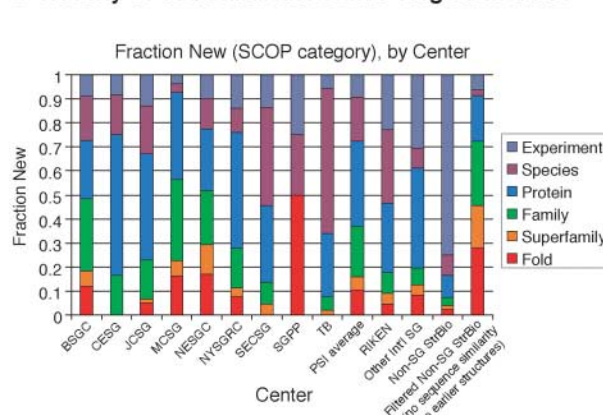 Fraction New (SCOP category), by Center
Fraction New
1
0.9
0.8
0.7
0.6
0.5
0.4
0.3
0.2
0.1
0
BSGC
CESG
JCSG
MCSG
NESGC
NYSGRC
SECSG
SGPP
TB
PSI average
RIKEN
Other Int'l SG
Non-SG StrBio
Filtered Non-SG StrBio
no sequence similarity
earlier structures)
Center
Experiment
Species
Protein
Family
Superfamily
Fold